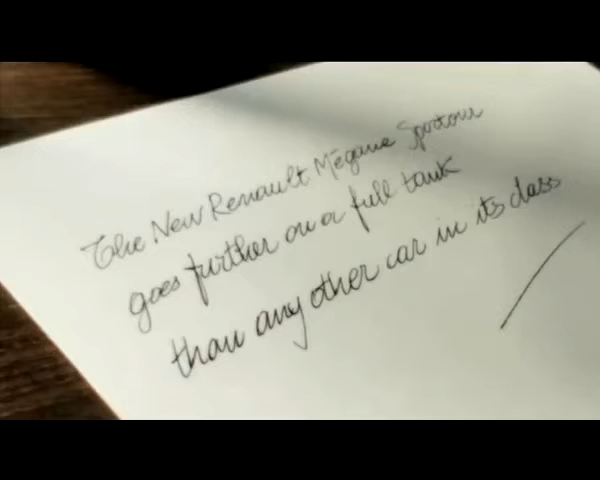 The New Renault Mégane Sportour
goes further on a full tank
than any other car in its class